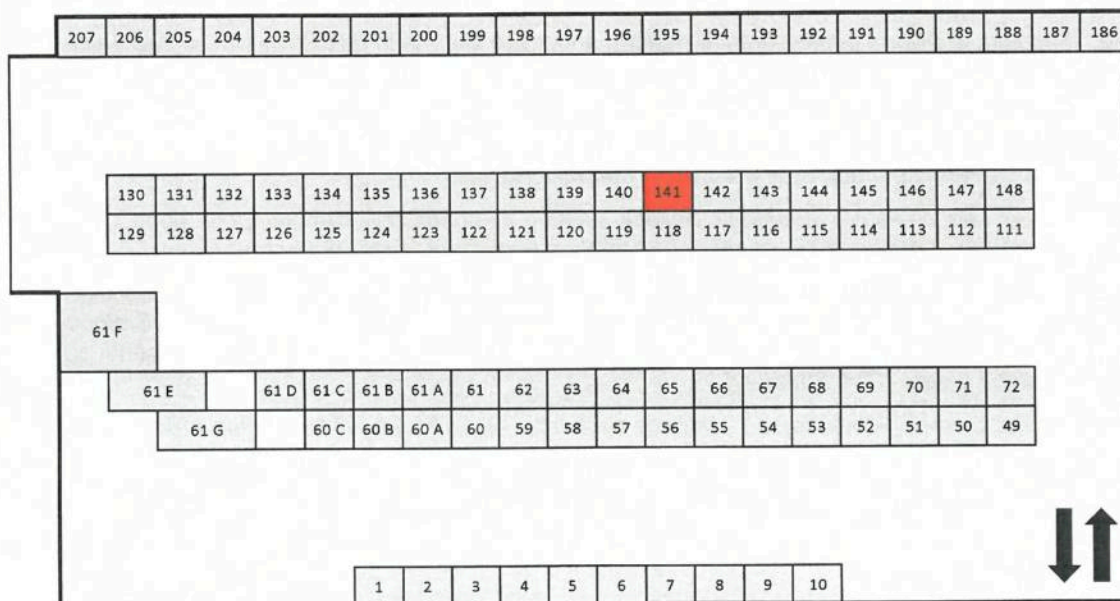 207 206 205 204 203 202 201 200 199 198 197 196 195 194 193 192 191 190 189 188 187 186
130 131 132 133 134 135 136 137 138 139 140 141 142 143 144 145 146 147 148
129 128 127 126 125 124 123 122 121 120 119 118 117 116 115 114 113 112 111
61 F
61 E 61 D 61 C 61 B 61 A 61 62 63 64 65 66 67 68 69 70 71 72
61 G 60 C 60 B 60 A 60 59 58 57 56 55 54 53 52 51 50 49
1 2 3 4 5 6 7 8 9 10